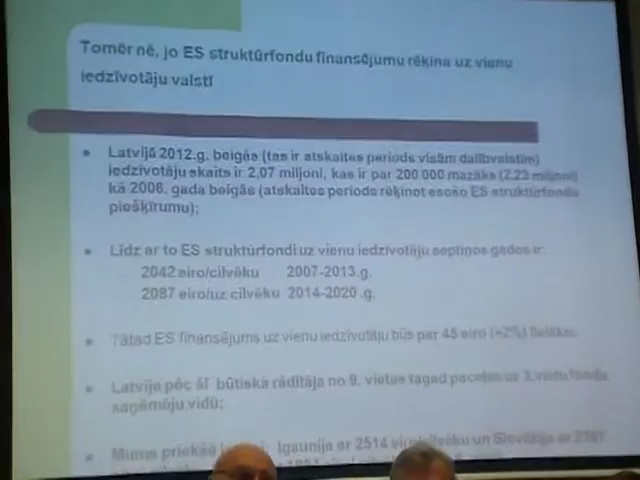 Tomēr nē, jo ES struktūrfondu finansējumu rēķina uz vienu
iedzīvotāju valstī
Latvijā 2012.g. beigās (tas ir atskaites periods visām dalībvalstīm)
iedzīvotāju skaits ir 2,07 miljoni, kas ir par 200 000 mazāks (2,23 miljoni)
kā 2006. gada beigās (atskaites periods rēķinot esošo ES struktūrfondu
piešķīrumu);
Līdz ar to ES struktūrfondi uz vienu iedzīvotāju septiņos gados ir:
2042 eiro/cilvēku 2007-2013.g.
2087 eiro/uz cilvēku 2014-2020 .g.
Tātad ES finansējums uz vienu iedzīvotāju būs par 45 eiro (+2%) lielāks.
Latvija pēc šī būtiskā rādītāja no 9. vietas tagad paceļas uz 3.vietu fondu
saņēmēju vidū;
Mums priekšā Igaunija ar 2514 eiro/cilvēku un Slovākija ar